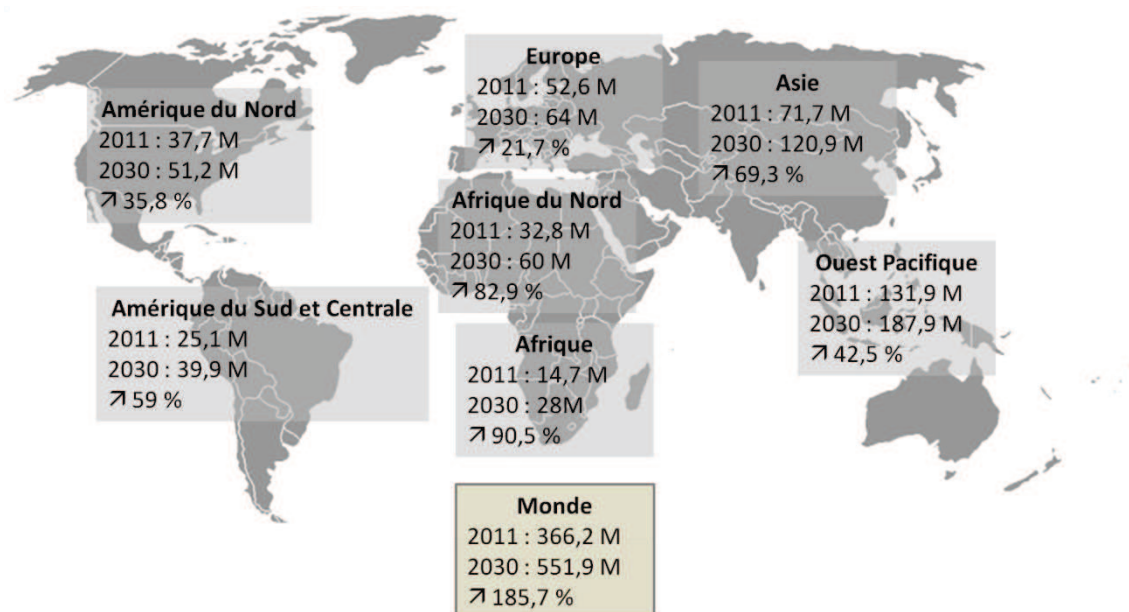 Amérique du Nord
2011 : 37,7 M
2030 : 51,2 M
↗ 35,8 %
Europe
2011 : 52,6 M
2030 : 64 M
↗ 21,7 %
Asie
2011 : 71,7 M
2030 : 120,9 M
↗ 69,3 %
Afrique du Nord
2011 : 32,8 M
2030 : 60 M
↗ 82,9 %
Ouest Pacifique
2011 : 131,9 M
2030 : 187,9 M
↗ 42,5 %
Amérique du Sud et Centrale
2011 : 25,1 M
2030 : 39,9 M
↗ 59 %
Afrique
2011 : 14,7 M
2030 : 28M
↗ 90,5 %
Monde
2011 : 366,2 M
2030 : 551,9 M
↗ 185,7 %